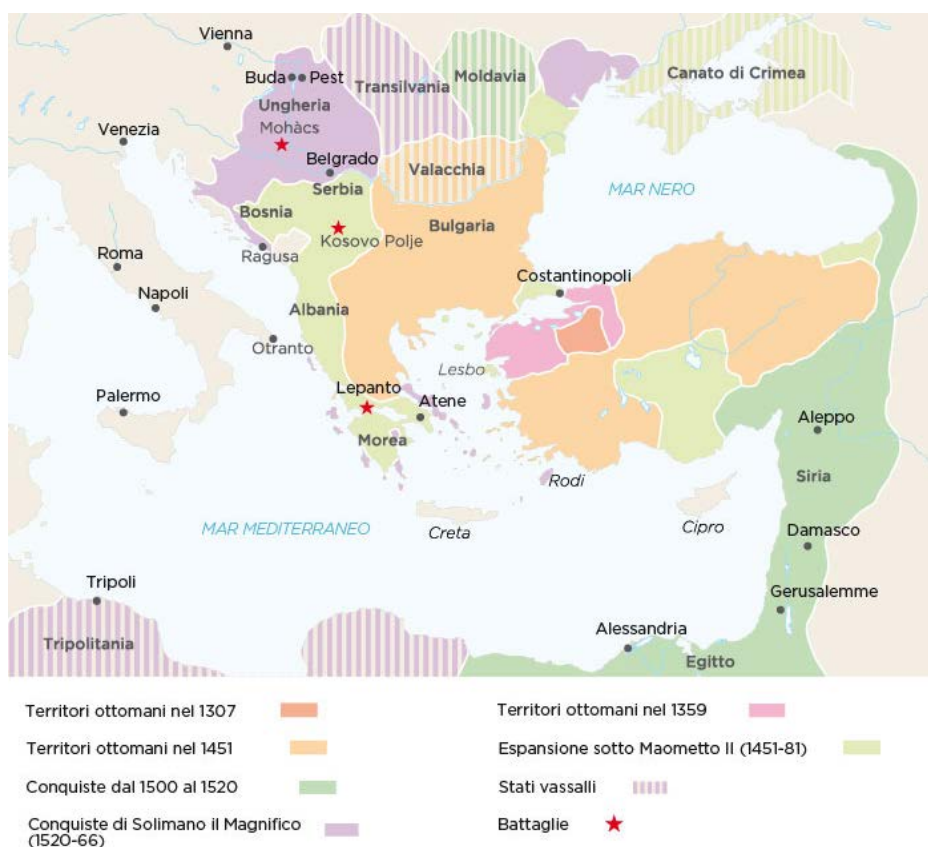 Vienna
Buda
Pest
Ungheria
Mohàcs
Transilvania
Moldavia
Canato di Crimea
Venezia
Belgrado
Valacchia
Serbia
Bosnia
MAR NERO
Bulgaria
Kosovo Polje
Ragusa
Roma
Napoli
Costantinopoli
Albania
Otranto
Lesbo
Palermo
Lepanto
Atene
Aleppo
Morea
Siria
Rodi
MAR MEDITERRANEO
Creta
Cipro
Damasco
Tripoli
Gerusalemme
Alessandria
Tripolitania
Egitto
Territori ottomani nel 1307
Territori ottomani nel 1451
Conquiste dal 1500 al 1520
Conquiste di Solimano il Magnifico
(1520-66)
Territori ottomani nel 1359
Espansione sotto Maometto II (1451-81)
Stati vassalli
Battaglie